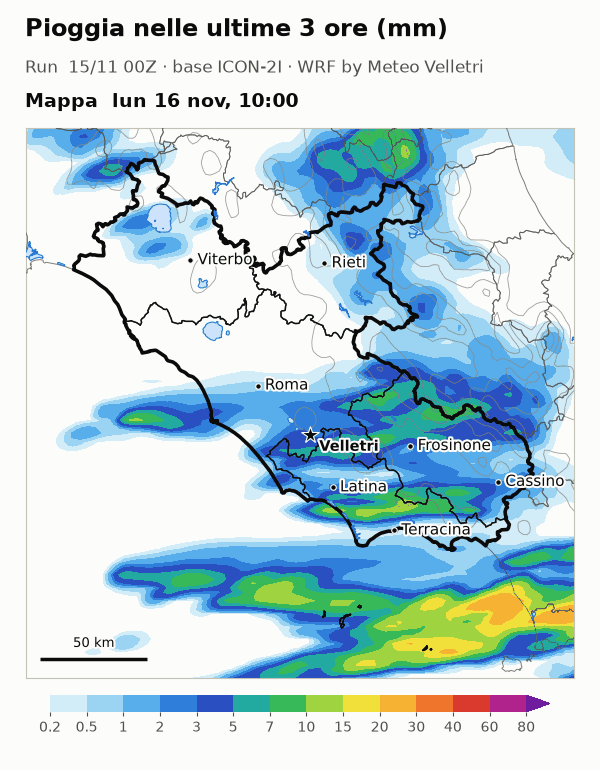 Pioggia nelle ultime 3 ore (mm)
Run 15/11 00Z · base ICON-2I · WRF by Meteo Velletri
Mappa lun 16 nov, 10:00
Viterbo
Rieti
Roma
Velletri
Frosinone
Latina
Cassino
Terracina
50 km
0.2 0.5 1 2 3 5 7 10 15 20 30 40 60 80